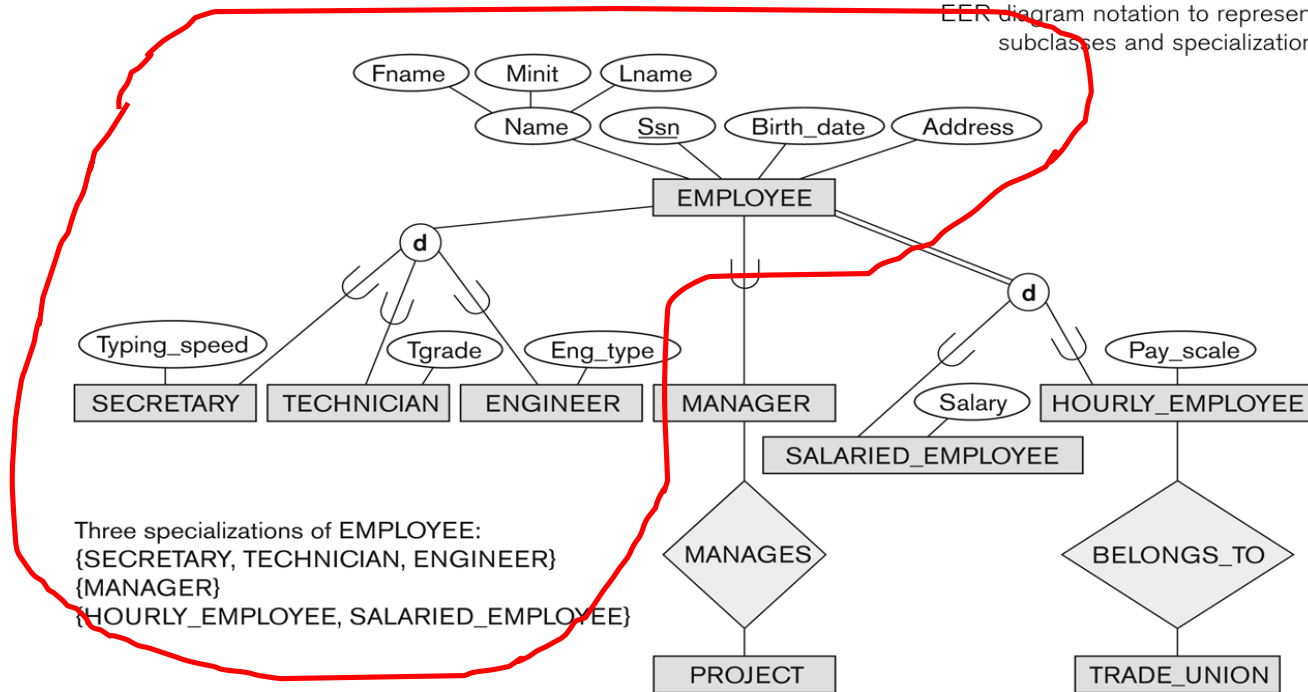 EER diagram notation to represen
subclasses and specialization
Fname Minit Lname
Name Ssn Birth_date Address
EMPLOYEE
d
d
Typing_speed Tgrade Eng_type Pay_scale
SECRETARY TECHNICIAN ENGINEER MANAGER Salary HOURLY_EMPLOYEE
SALARIED_EMPLOYEE
Three specializations of EMPLOYEE:
{SECRETARY, TECHNICIAN, ENGINEER}
{MANAGER}
{HOURLY_EMPLOYEE, SALARIED_EMPLOYEE}
MANAGES BELONGS_TO
PROJECT TRADE_UNION